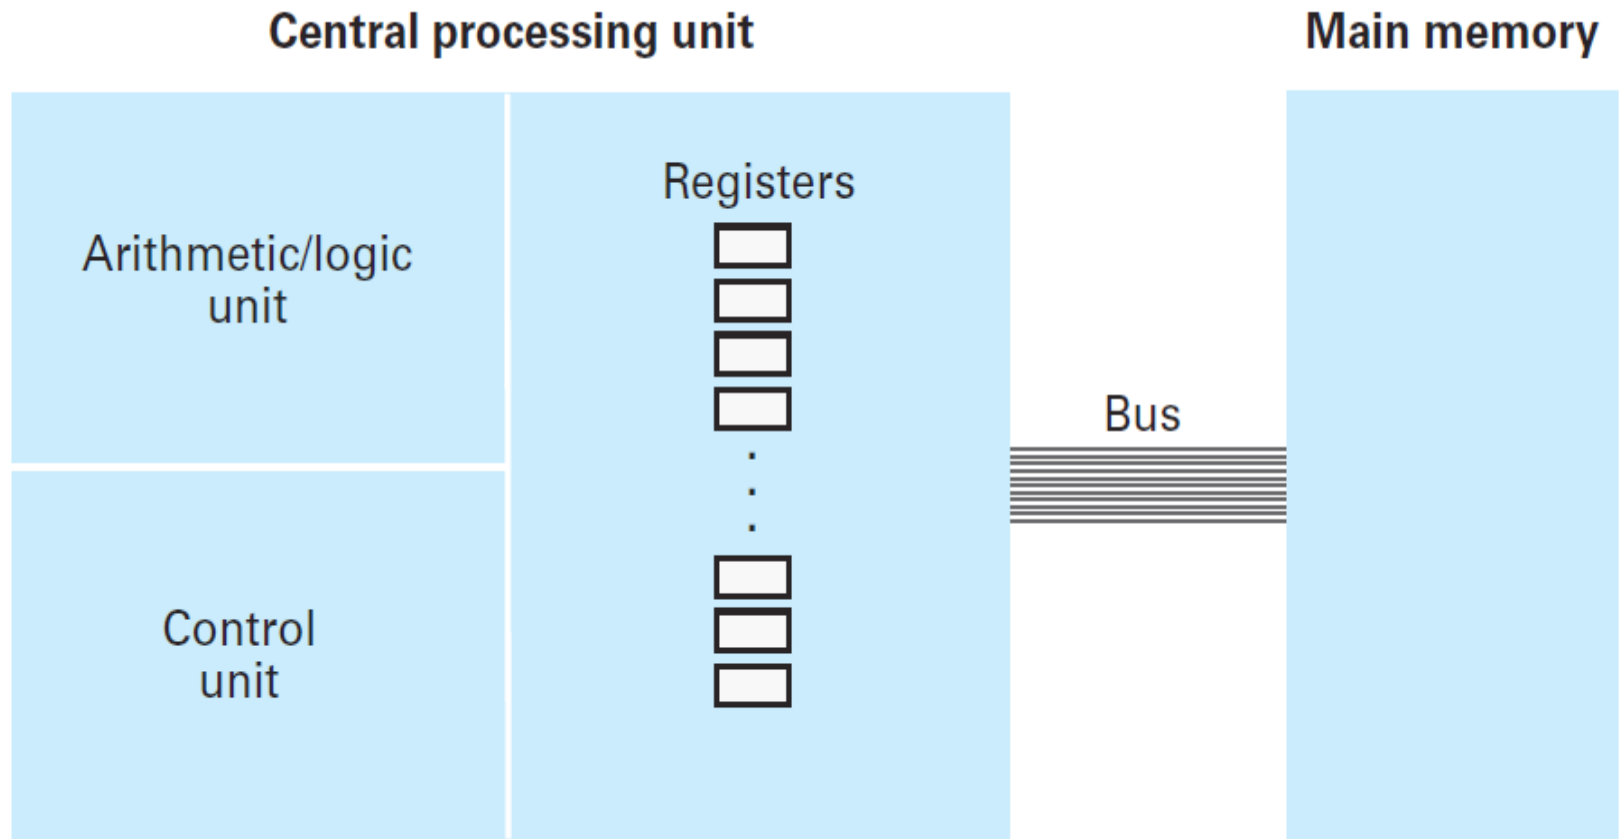 Central processing unit
Main memory
Arithmetic/logic
unit
Registers
Bus
Control
unit